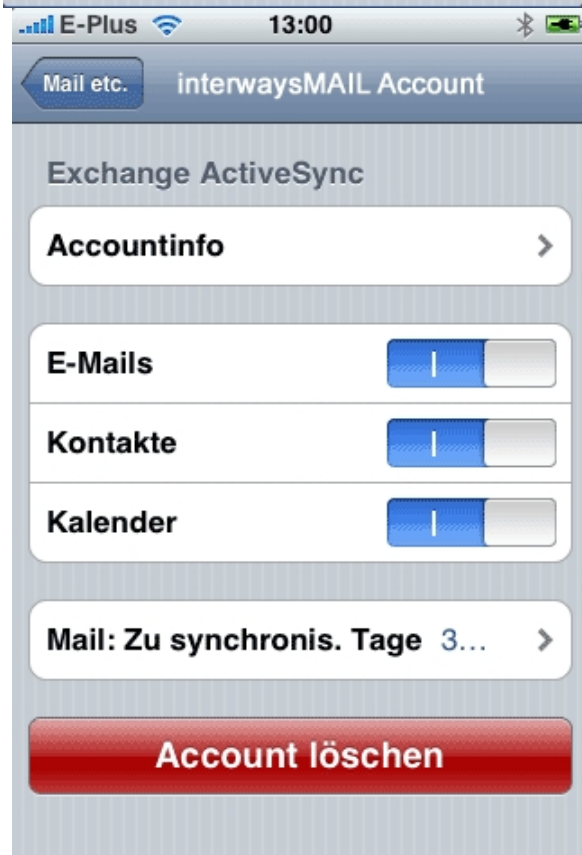 E-Plus 13:00
Mail etc. interwaysMAIL Account
Exchange ActiveSync
Accountinfo
E-Mails
Kontakte
Kalender
Mail: Zu synchronis. Tage 3...
Account löschen